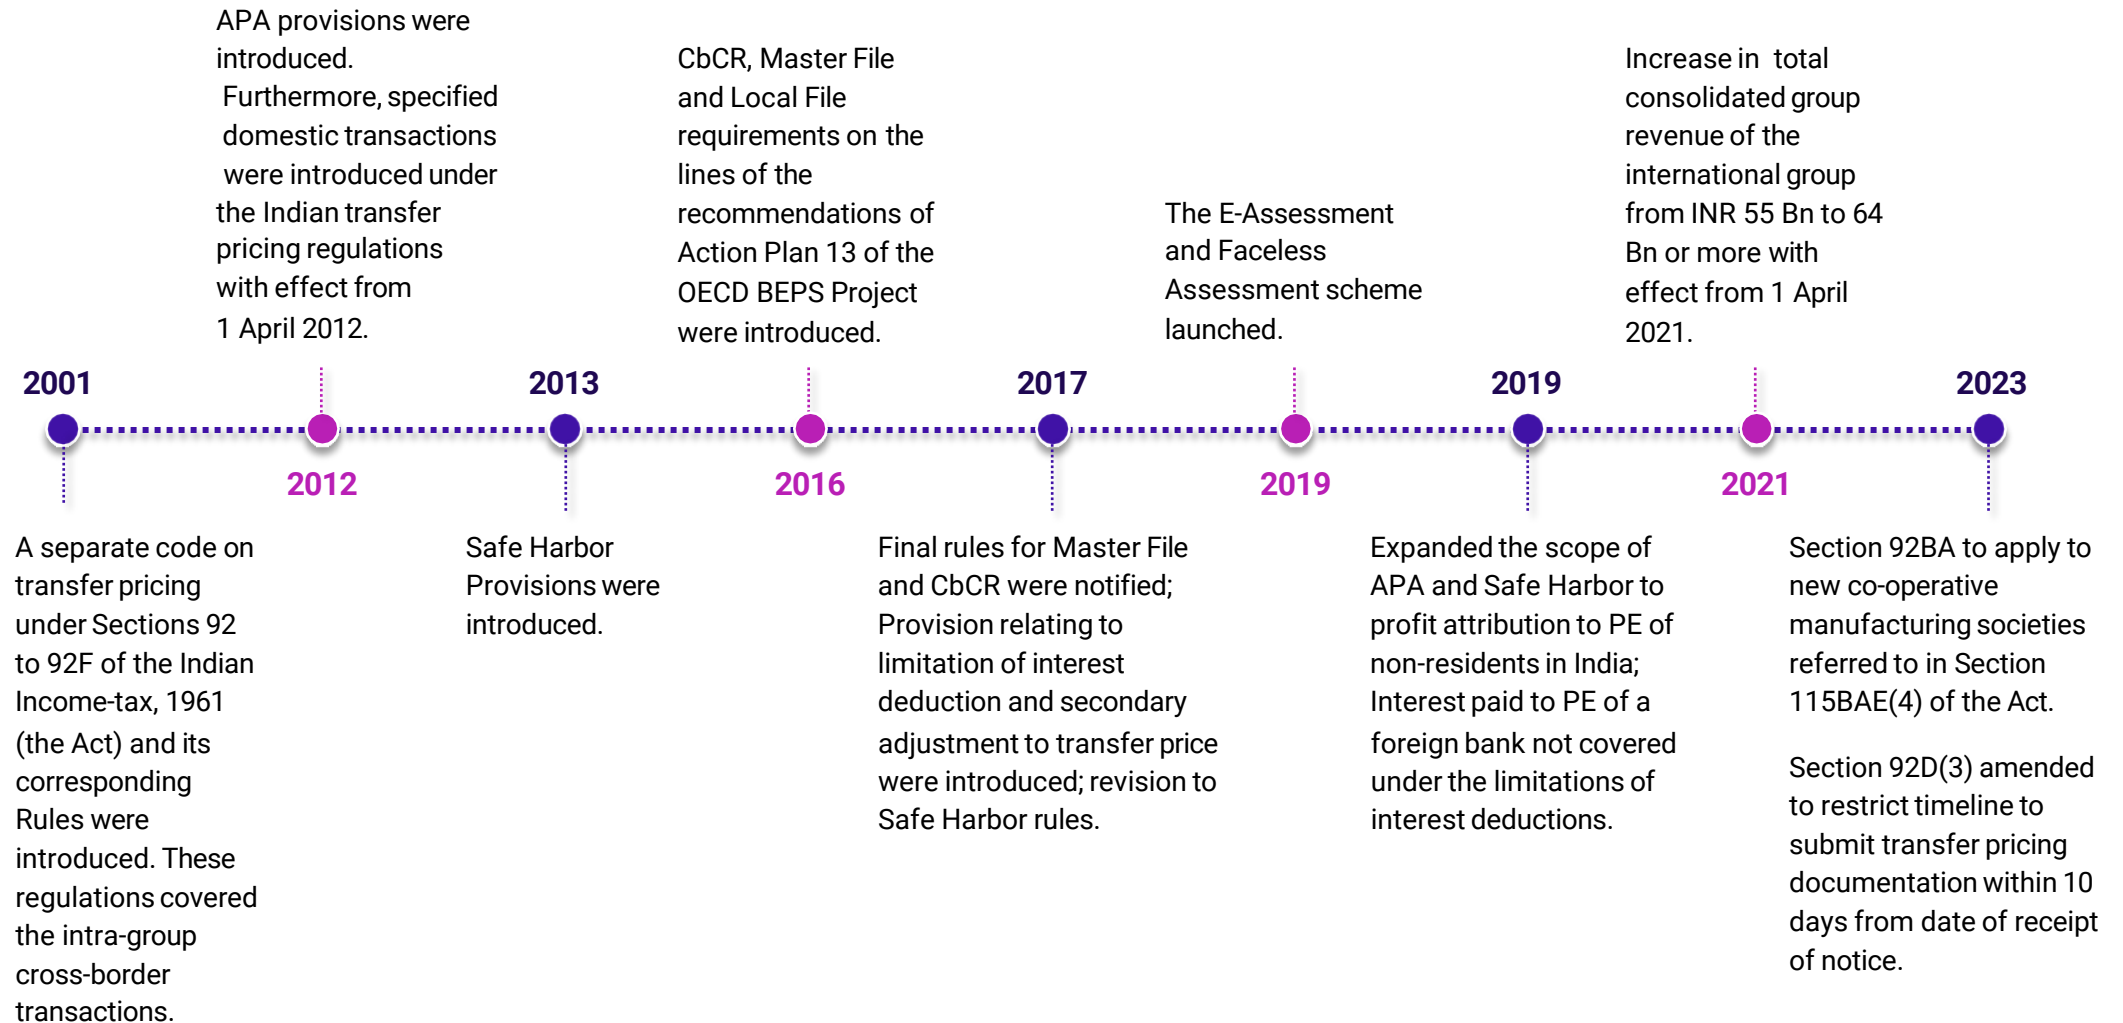 APA provisions were
introduced.
Furthermore, specified
domestic transactions
were introduced under
the Indian transfer
pricing regulations
with effect from
1 April 2012.
CbCR, Master File
and Local File
requirements on the
lines of the
recommendations of
Action Plan 13 of the
OECD BEPS Project
were introduced.
The E-Assessment
and Faceless
Assessment scheme
launched.
Increase in total
consolidated group
revenue of the
international group
from INR 55 Bn to 64
Bn or more with
effect from 1 April
2021.
2001
2013
2017
2019
2023
2012
2016
2019
2021
A separate code on
transfer pricing
under Sections 92
to 92F of the Indian
Income-tax, 1961
(the Act) and its
corresponding
Rules were
introduced. These
regulations covered
the intra-group
cross-border
transactions.
Safe Harbor
Provisions were
introduced.
Final rules for Master File
and CbCR were notified;
Provision relating to
limitation of interest
deduction and secondary
adjustment to transfer price
were introduced; revision to
Safe Harbor rules.
Expanded the scope of
APA and Safe Harbor to
profit attribution to PE of
non-residents in India;
Interest paid to PE of a
foreign bank not covered
under the limitations of
interest deductions.
Section 92BA to apply to
new co-operative
manufacturing societies
referred to in Section
115BAE(4) of the Act.
Section 92D(3) amended
to restrict timeline to
submit transfer pricing
documentation within 10
days from date of receipt
of notice.